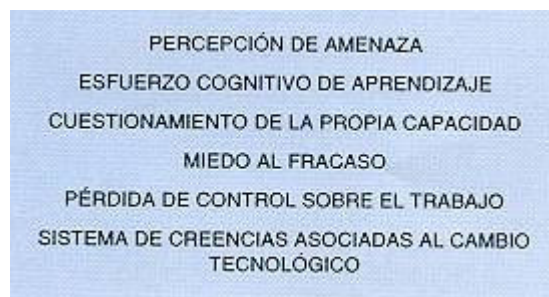 PERCEPCIÓN DE AMENAZA
ESFUERZO COGNITIVO DE APRENDIZAJE
CUESTIONAMIENTO DE LA PROPIA CAPACIDAD
MIEDO AL FRACASO
PÉRDIDA DE CONTROL SOBRE EL TRABAJO
SISTEMA DE CREENCIAS ASOCIADAS AL CAMBIO
TECNOLÓGICO